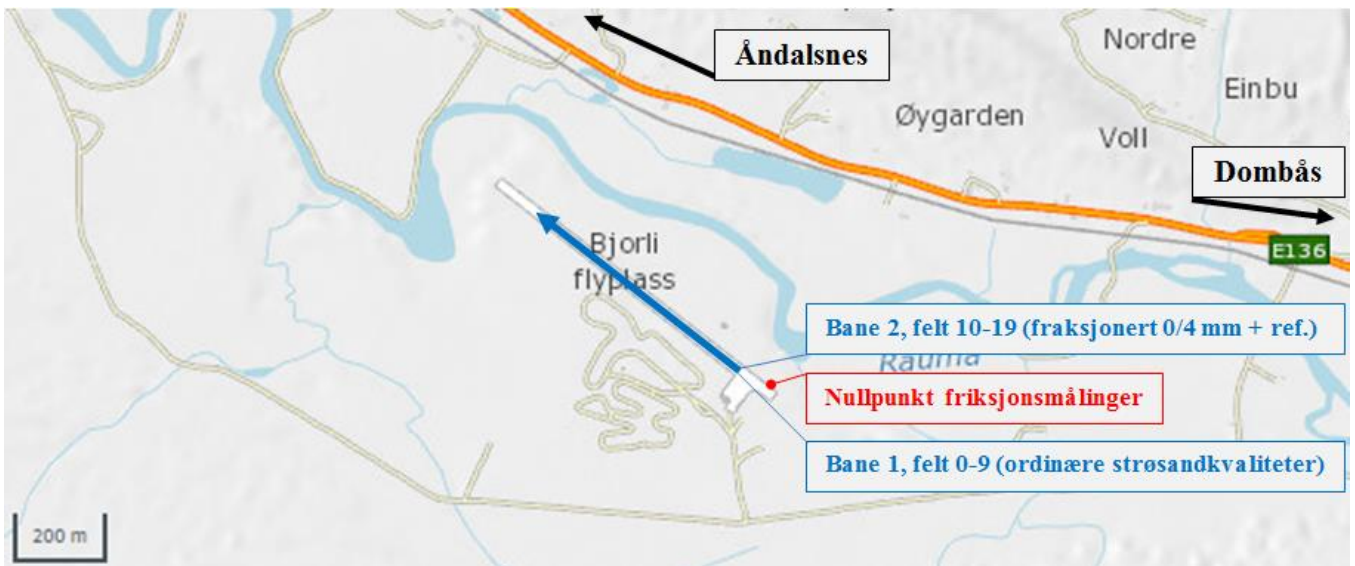 Åndalsnes
Nordre
Einbu
Øygarden
Voll
Dombås
E136
Bjorli
flyplass
Bane 2, felt 10-19 (fraksjonert 0/4 mm + ref.)
Rauma
Nullpunkt friksjonsmålinger
Bane 1, felt 0-9 (ordinære strøsandkvaliteter)
200 m